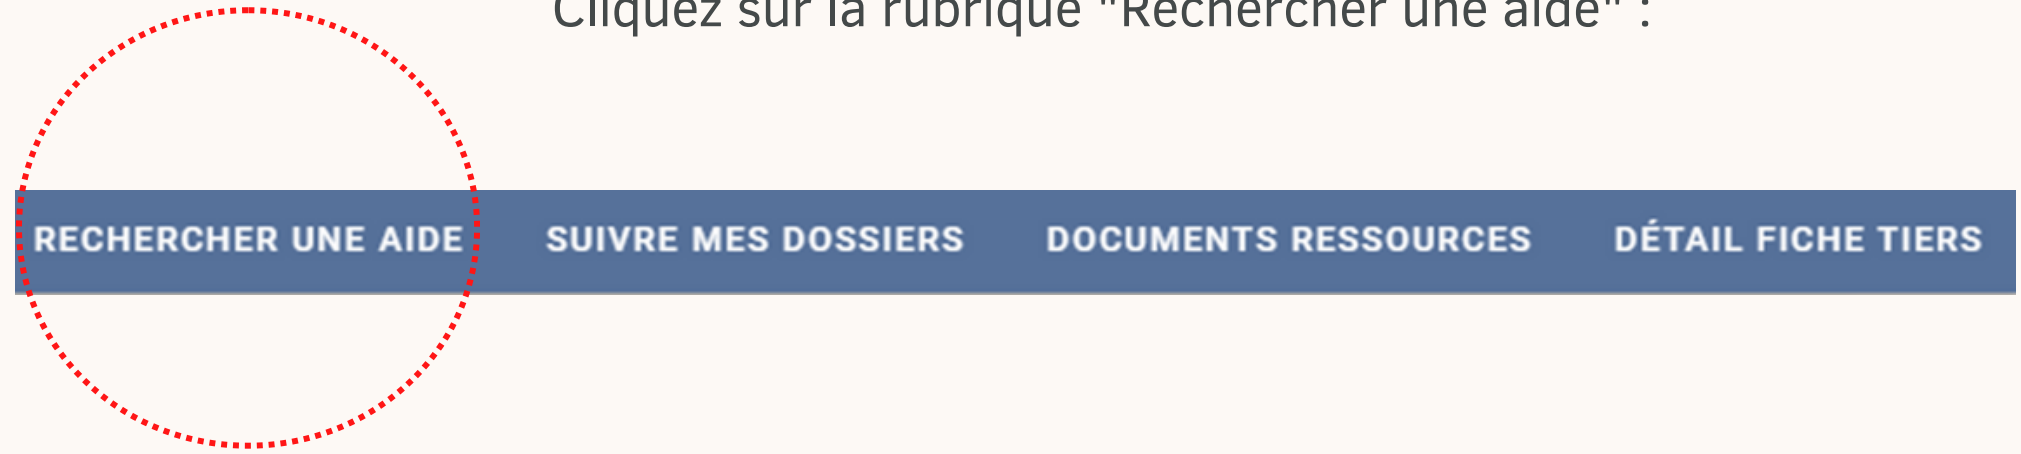 Cliquez sur la rubrique "Rechercher une aide" :
RECHERCHER UNE AIDE SUIVRE MES DOSSIERS DOCUMENTS RESSOURCES DÉTAIL FICHE TIERS